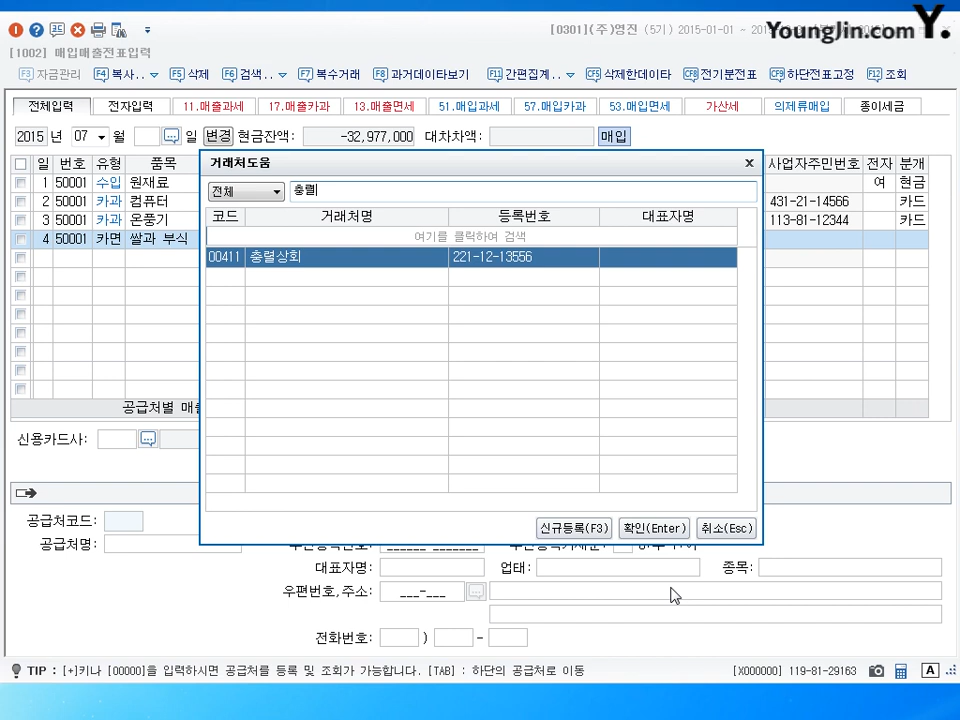 [0301](주)영진 (5기) 2015-01-01 ~
YoungJin.com Y.
[1002] 매입매출전표입력
F3 자금관리 F4 복사.. F5 삭제 F6 검색.. F7 복수거래 F8 과거데이타보기 F11 간편집계.. CF5 삭제한데이타 CF8 전기분전표 CF9 하단전표고정 F12 조회
전체입력 전자입력 11.매출과세 17.매출카과 13.매출면세 51.매입과세 57.매입카과 53.매입면세 가산세 의제류매입 종이세금
2015 년 07 월 일 변경 현금잔액: -32,977,000 대차차액: 매입
일 번호 유형 품목 사업자주민번호 전자 분개
1 50001 수입 원재료 여 현금
2 50001 카과 컴퓨터 431-21-14566 카드
3 50001 카과 온풍기 113-81-12344 카드
4 50001 카면 쌀과 부식
거래처도움 x
전체 충렬
코드 거래처명 등록번호 대표자명
여기를 클릭하여 검색
00411 충렬상회 221-12-13556
공급처별 매출
신용카드사:
신규등록(F3) 확인(Enter) 취소(Esc)
공급처코드:
공급처명:
대표자명: 업태: 종목:
우편번호,주소: ___-___
전화번호: ) -
TIP : [+]키나 [00000]을 입력하시면 공급처를 등록 및 조회가 가능합니다. [TAB] : 하단의 공급처로 이동 [X000000] 119-81-29163 A